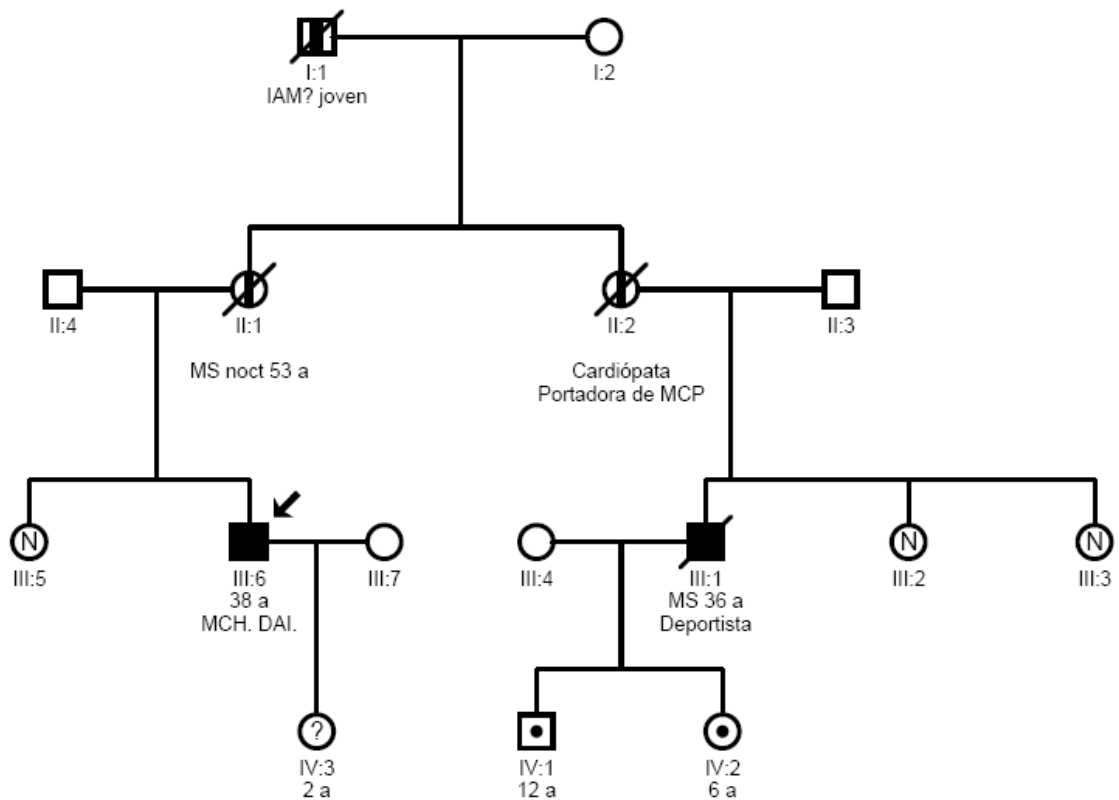 I:1
I:2
IAM? joven
II:4
II:1
II:2
II:3
MS noct 53 a
Cardiópata
Portadora de MCP
N
N
N
III:5
III:6
III:7
III:4
III:1
III:2
III:3
38 a
MCH. DAI.
MS 36 a
Deportista
?
IV:3
2 a
IV:1
12 a
IV:2
6 a